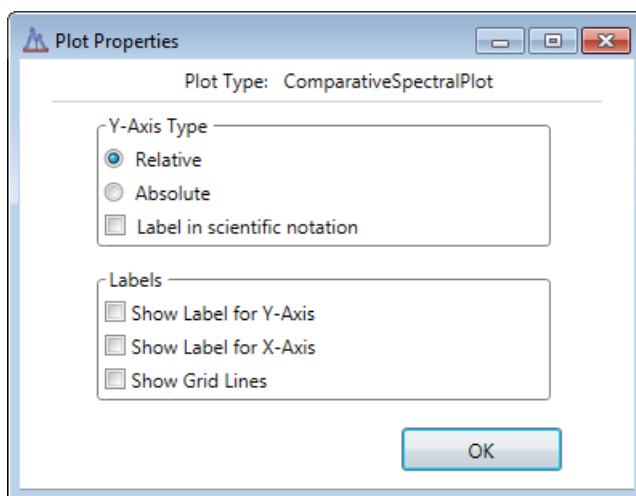 Plot Properties
Plot Type: ComparativeSpectralPlot
Y-Axis Type
Relative
Absolute
Label in scientific notation
Labels
Show Label for Y-Axis
Show Label for X-Axis
Show Grid Lines
OK